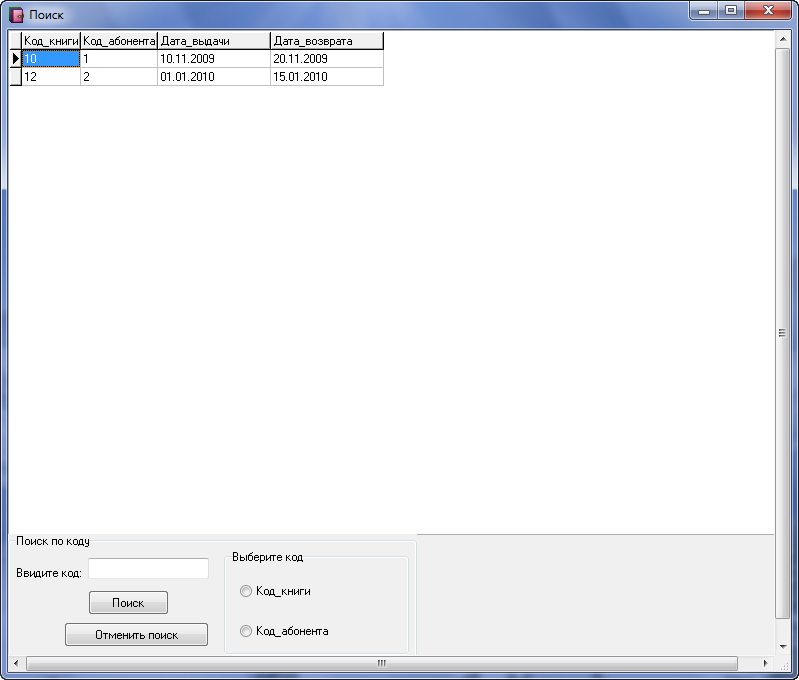 Поиск
Код_книги Код_абонента Дата_выдачи Дата_возврата
10 1 10.11.2009 20.11.2009
12 2 01.01.2010 15.01.2010
Поиск по коду
Ввидите код:
Поиск
Отменить поиск
Выберите код
Код_книги
Код_абонента